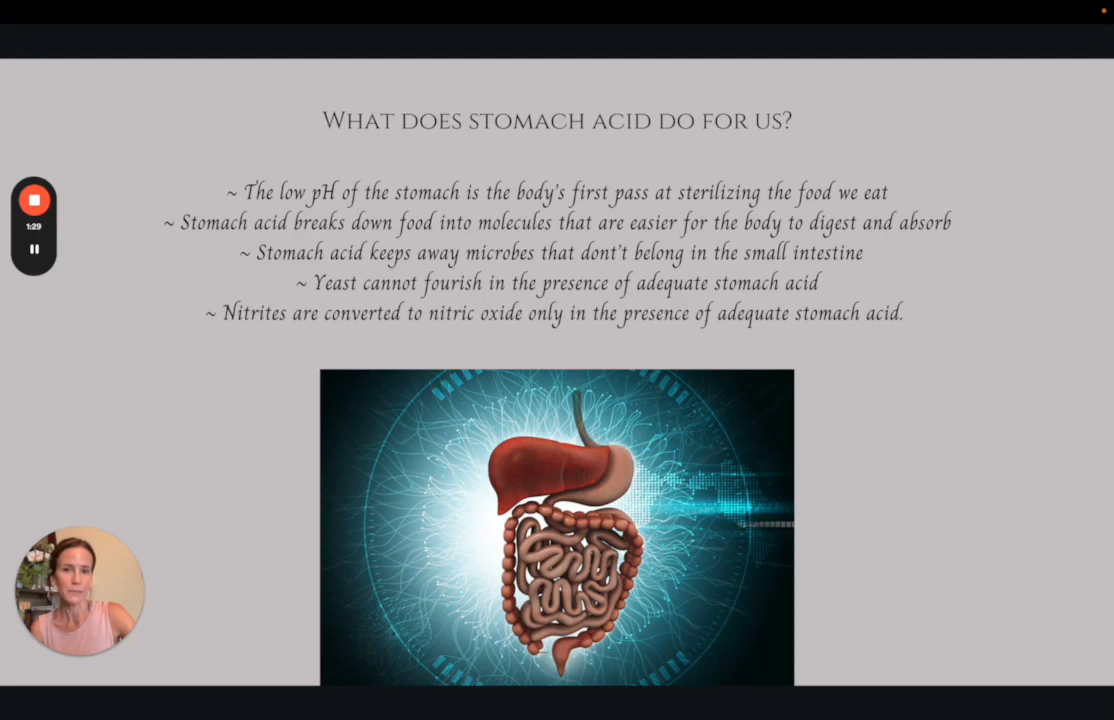 What does stomach acid do for us?
~ The low pH of the stomach is the body's first pass at sterilizing the food we eat
~ Stomach acid breaks down food into molecules that are easier for the body to digest and absorb
~ Stomach acid keeps away microbes that dont't belong in the small intestine
~ Yeast cannot fourish in the presence of adequate stomach acid
~ Nitrites are converted to nitric oxide only in the presence of adequate stomach acid.
1:29